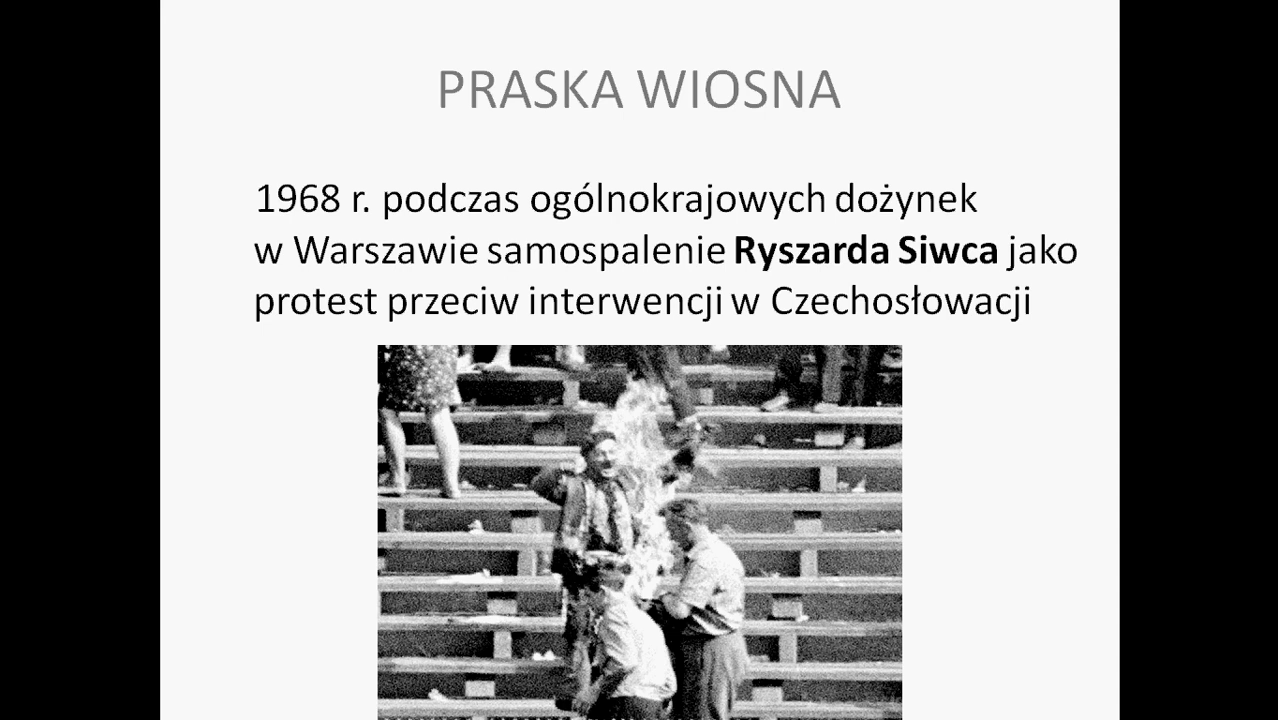 PRASKA WIOSNA
1968 r. podczas ogólnokrajowych dożynek
w Warszawie samospalenie Ryszarda Siwca jako
protest przeciw interwencji w Czechosłowacji